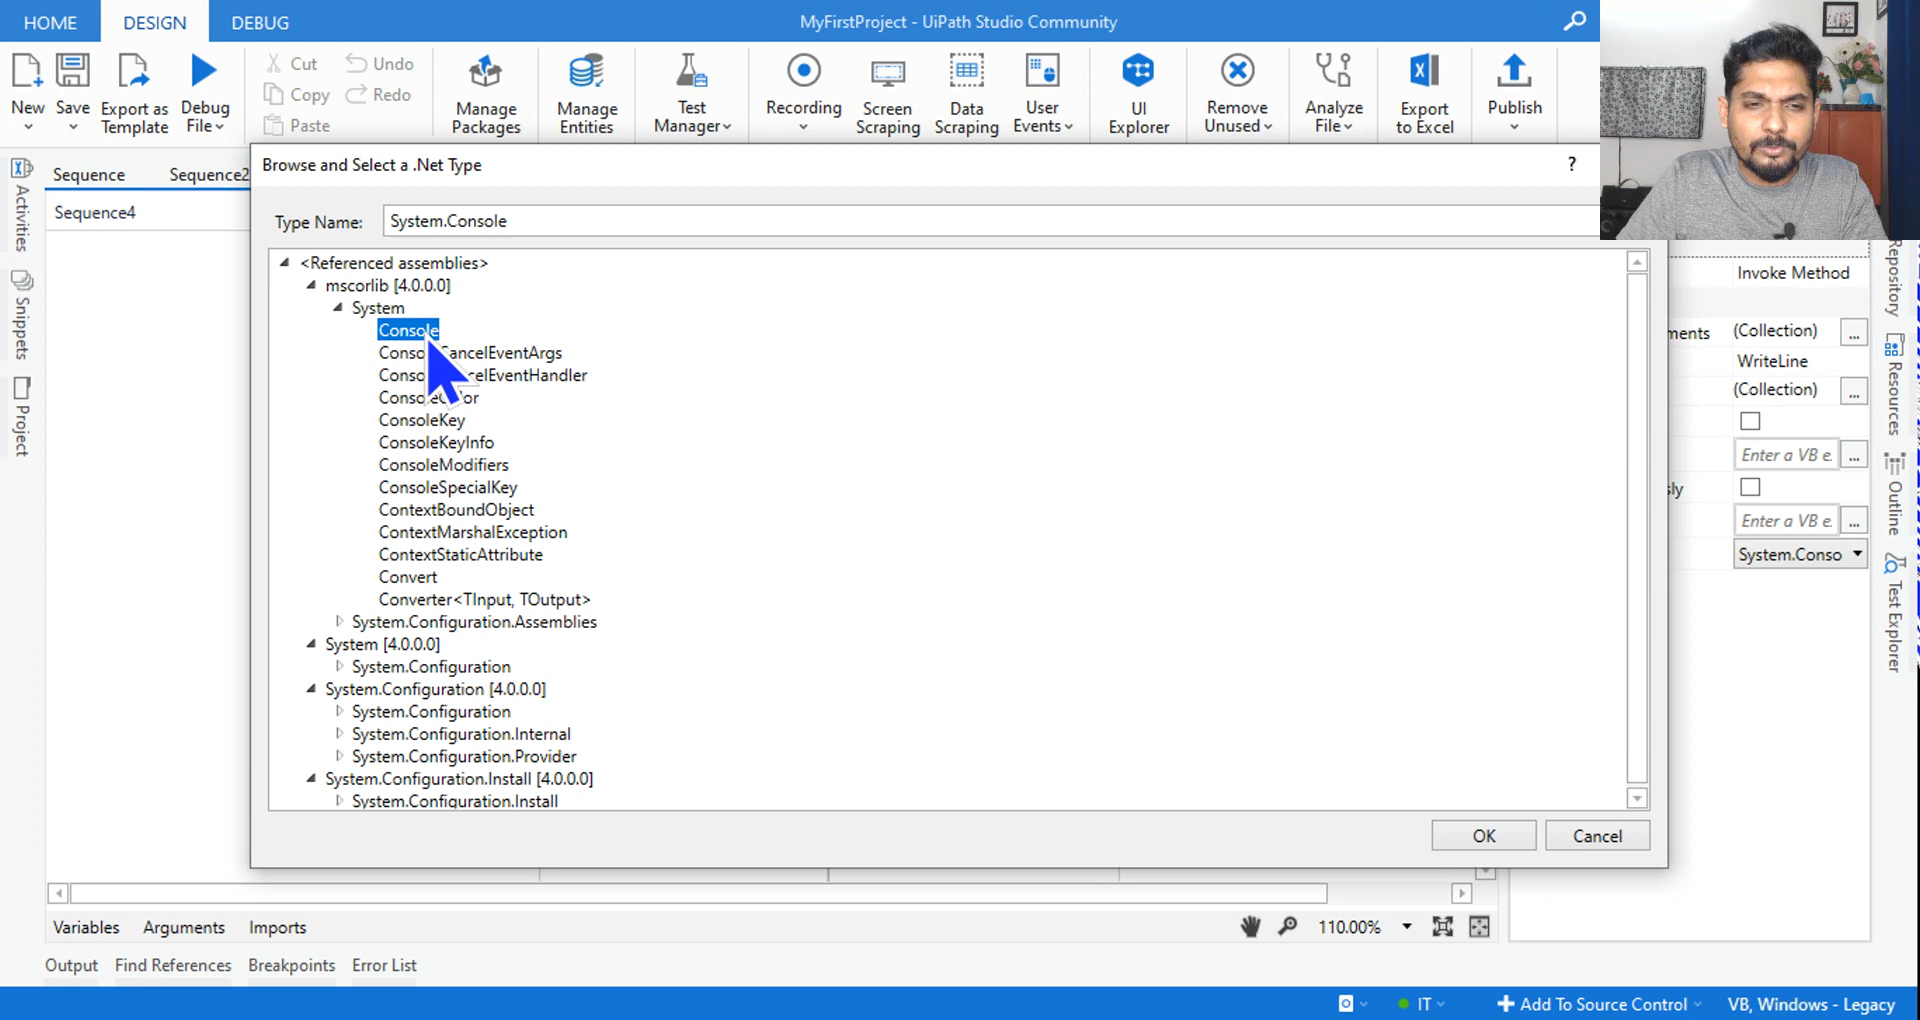 HOME DESIGN DEBUG MyFirstProject - UiPath Studio Community
New Save Export as Template Debug File Cut Copy Paste Undo Redo Manage Packages Manage Entities Test Manager Recording Screen Scraping Data Scraping User Events UI Explorer Remove Unused Analyze File Export to Excel Publish
Activities
Snippets
Project
Sequence Sequence2
Sequence4
Browse and Select a .Net Type ?
Type Name: System.Console
<Referenced assemblies>
mscorlib [4.0.0.0]
System
Console
ConsoleCancelEventArgs
ConsoleCancelEventHandler
ConsoleColor
ConsoleKey
ConsoleKeyInfo
ConsoleModifiers
ConsoleSpecialKey
ContextBoundObject
ContextMarshalException
ContextStaticAttribute
Convert
Converter<TInput, TOutput>
System.Configuration.Assemblies
System [4.0.0.0]
System.Configuration
System.Configuration [4.0.0.0]
System.Configuration
System.Configuration.Internal
System.Configuration.Provider
System.Configuration.Install [4.0.0.0]
System.Configuration.Install
OK Cancel
Invoke Method
ments (Collection) ...
WriteLine
(Collection) ...
Enter a VB e. ...
ly
Enter a VB e. ...
System.Conso
Repository
Resources
Outline
Test Explorer
Variables Arguments Imports 110.00%
Output Find References Breakpoints Error List
IT Add To Source Control VB, Windows - Legacy